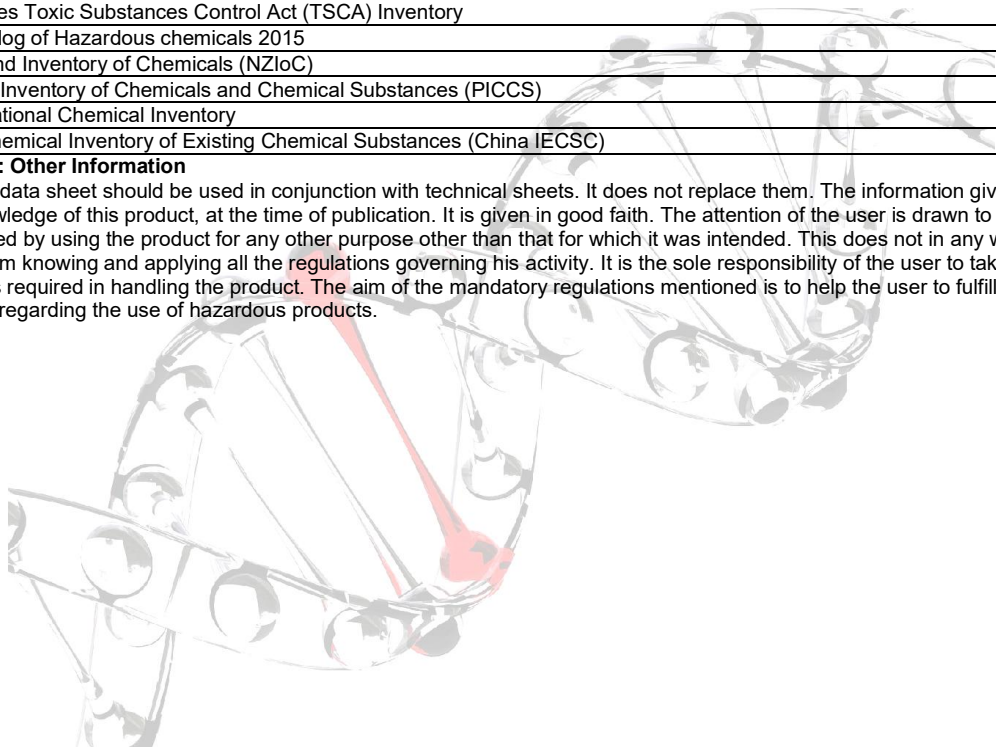 es Toxic Substances Control Act (TSCA) Inventory
log of Hazardous chemicals 2015
nd Inventory of Chemicals (NZIoC)
Inventory of Chemicals and Chemical Substances (PICCS)
ational Chemical Inventory
hemical Inventory of Existing Chemical Substances (China IECSC)
: Other Information
data sheet should be used in conjunction with technical sheets. It does not replace them. The information giv
wledge of this product, at the time of publication. It is given in good faith. The attention of the user is drawn to
ed by using the product for any other purpose other than that for which it was intended. This does not in any w
m knowing and applying all the regulations governing his activity. It is the sole responsibility of the user to tak
s required in handling the product. The aim of the mandatory regulations mentioned is to help the user to fulfill
regarding the use of hazardous products.